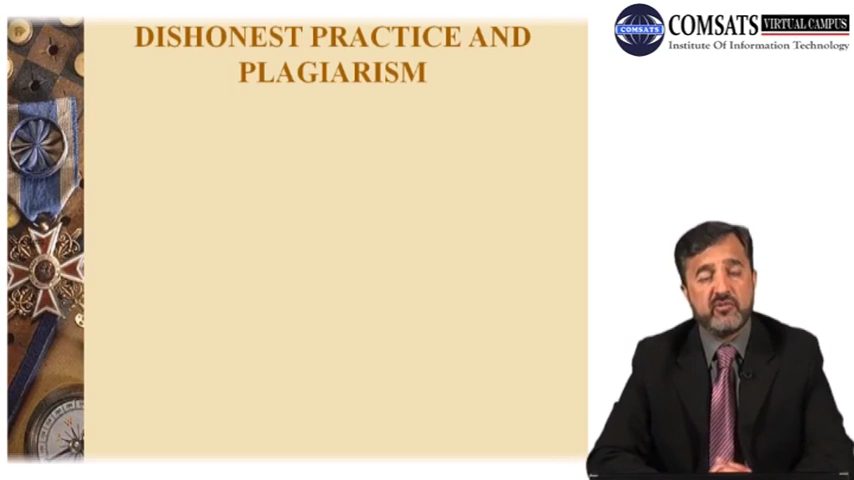 DISHONEST PRACTICE AND
PLAGIARISM
COMSATS
COMSATS VIRTUAL CAMPUS
Institute Of Information Technology